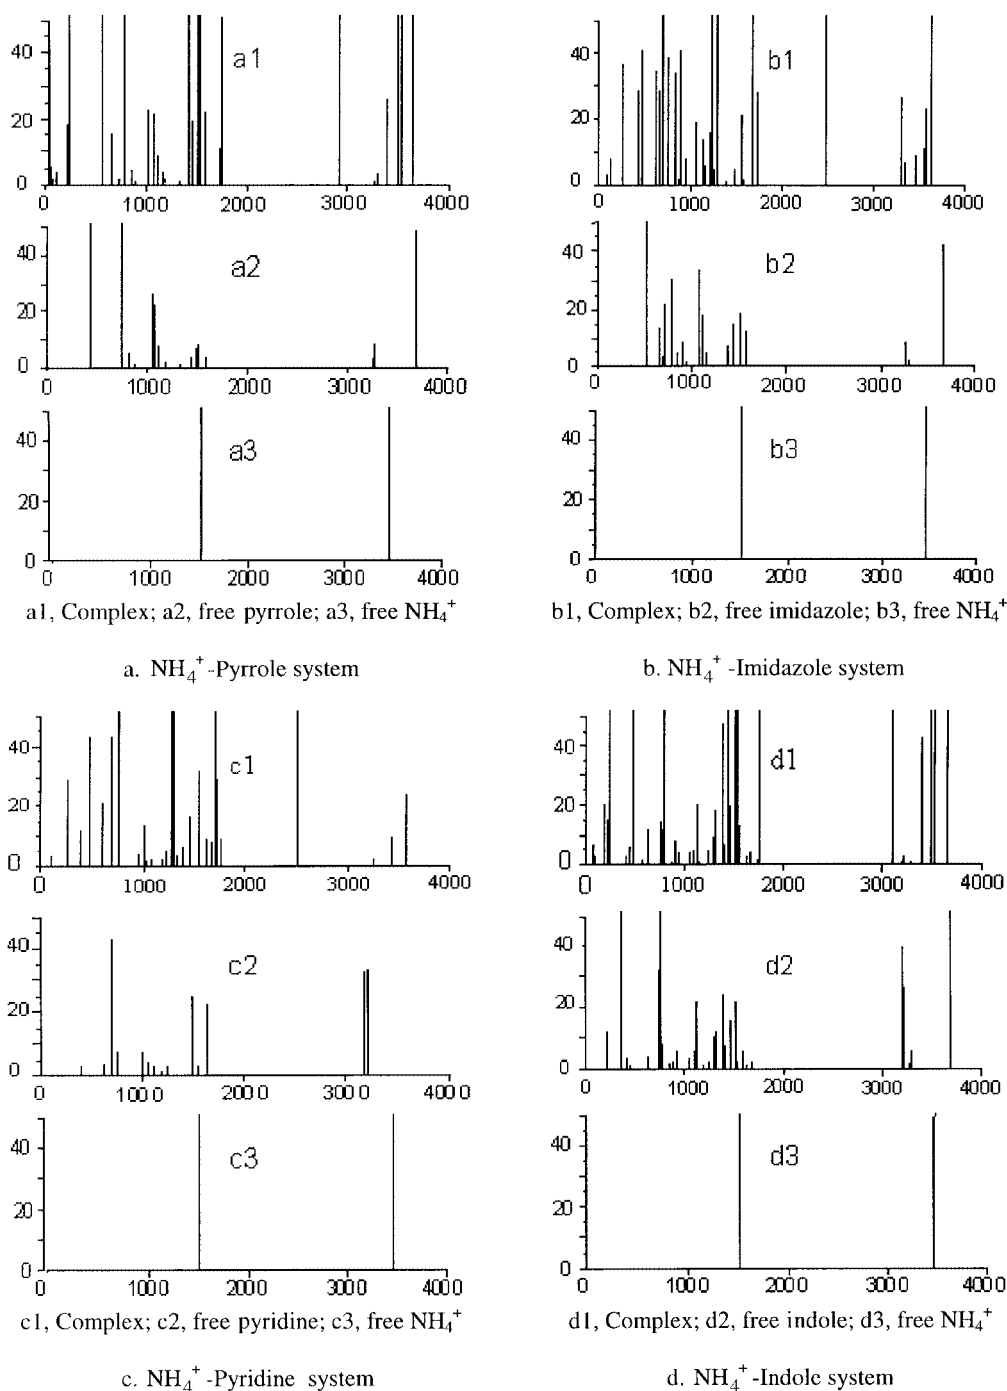 40
20
0
a1
0 1000 2000 3000 4000
40
20
0
b1
0 1000 2000 3000 4000
40
20
0
a2
0 1000 2000 3000 4000
40
20
0
b2
0 1000 2000 3000 4000
40
20
0
a3
0 1000 2000 3000 4000
40
20
0
b3
0 1000 2000 3000 4000
a1, Complex; a2, free pyrrole; a3, free NH₄⁺
b1, Complex; b2, free imidazole; b3, free NH₄⁺
a. NH₄⁺-Pyrrole system
b. NH₄⁺-Imidazole system
40
20
0
c1
0 1000 2000 3000 4000
40
20
0
d1
0 1000 2000 3000 4000
40
20
0
c2
0 1000 2000 3000 4000
40
20
0
d2
0 1000 2000 3000 4000
40
20
0
c3
0 1000 2000 3000 4000
40
20
0
d3
0 1000 2000 3000 4000
c1, Complex; c2, free pyridine; c3, free NH₄⁺
d1, Complex; d2, free indole; d3, free NH₄⁺
c. NH₄⁺-Pyridine system
d. NH₄⁺-Indole system